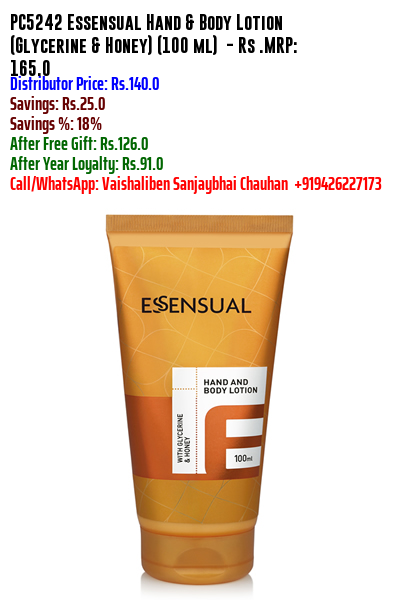 PC5242 Essensual Hand & Body Lotion
(Glycerine & Honey) (100 ml) - Rs .MRP:
165.0
Distributor Price: Rs.140.0
Savings: Rs.25.0
Savings %: 18%
After Free Gift: Rs.126.0
After Year Loyalty: Rs.91.0
Call/WhatsApp: Vaishaliben Sanjaybhai Chauhan +919426227173
ESSENSUAL
HAND AND
BODY LOTION
WITH GLYCERINE
& HONEY
100ml